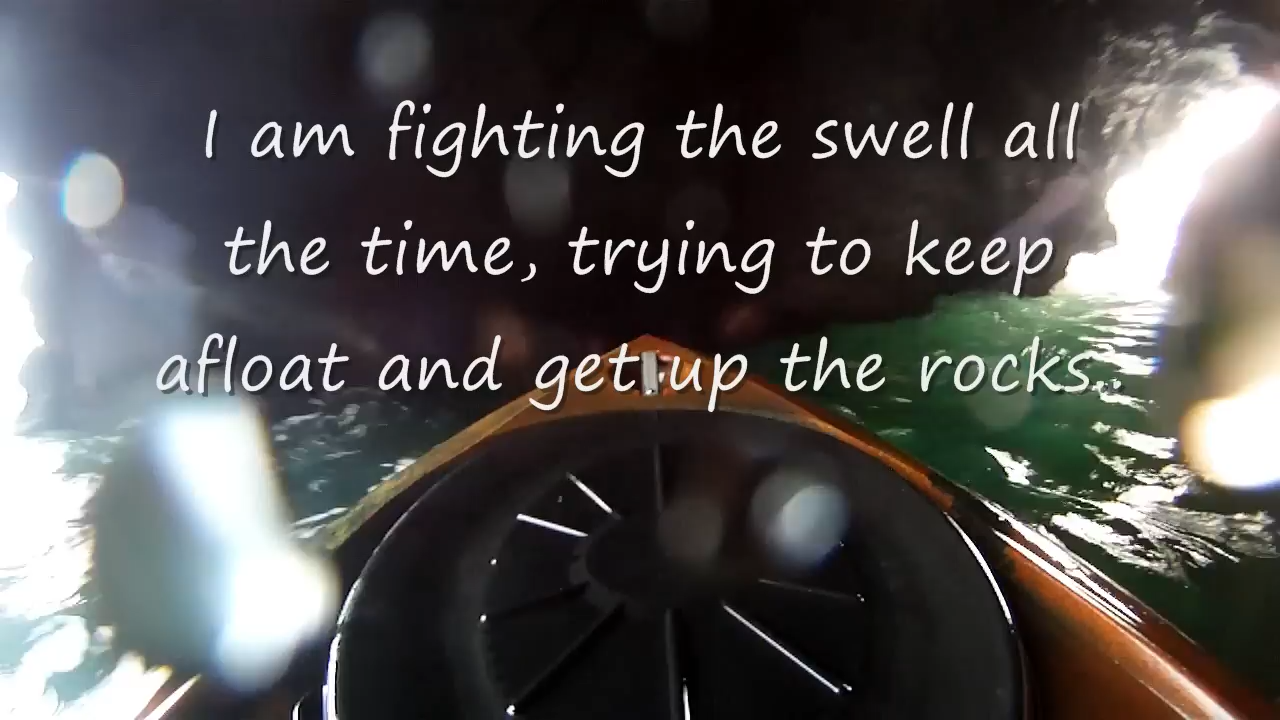 I am fighting the swell all
the time, trying to keep
afloat and get up the rocks..